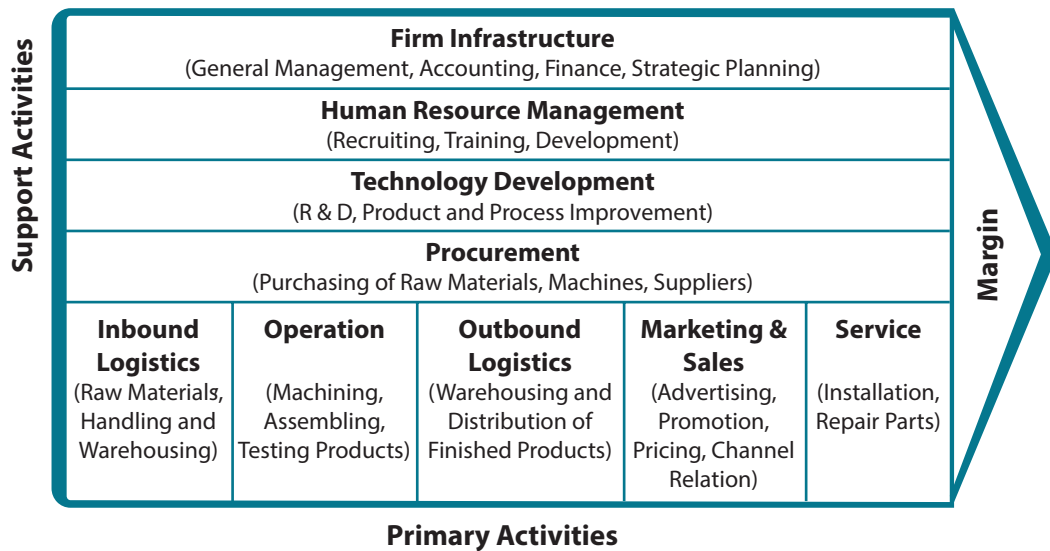 Support Activities
Firm Infrastructure
(General Management, Accounting, Finance, Strategic Planning)
Human Resource Management
(Recruiting, Training, Development)
Technology Development
(R & D, Product and Process Improvement)
Procurement
(Purchasing of Raw Materials, Machines, Suppliers)
Inbound
Logistics
(Raw Materials,
Handling and
Warehousing)
Operation
(Machining,
Assembling,
Testing Products)
Outbound
Logistics
(Warehousing and
Distribution of
Finished Products)
Marketing &
Sales
(Advertising,
Promotion,
Pricing, Channel
Relation)
Service
(Installation,
Repair Parts)
Margin
Primary Activities